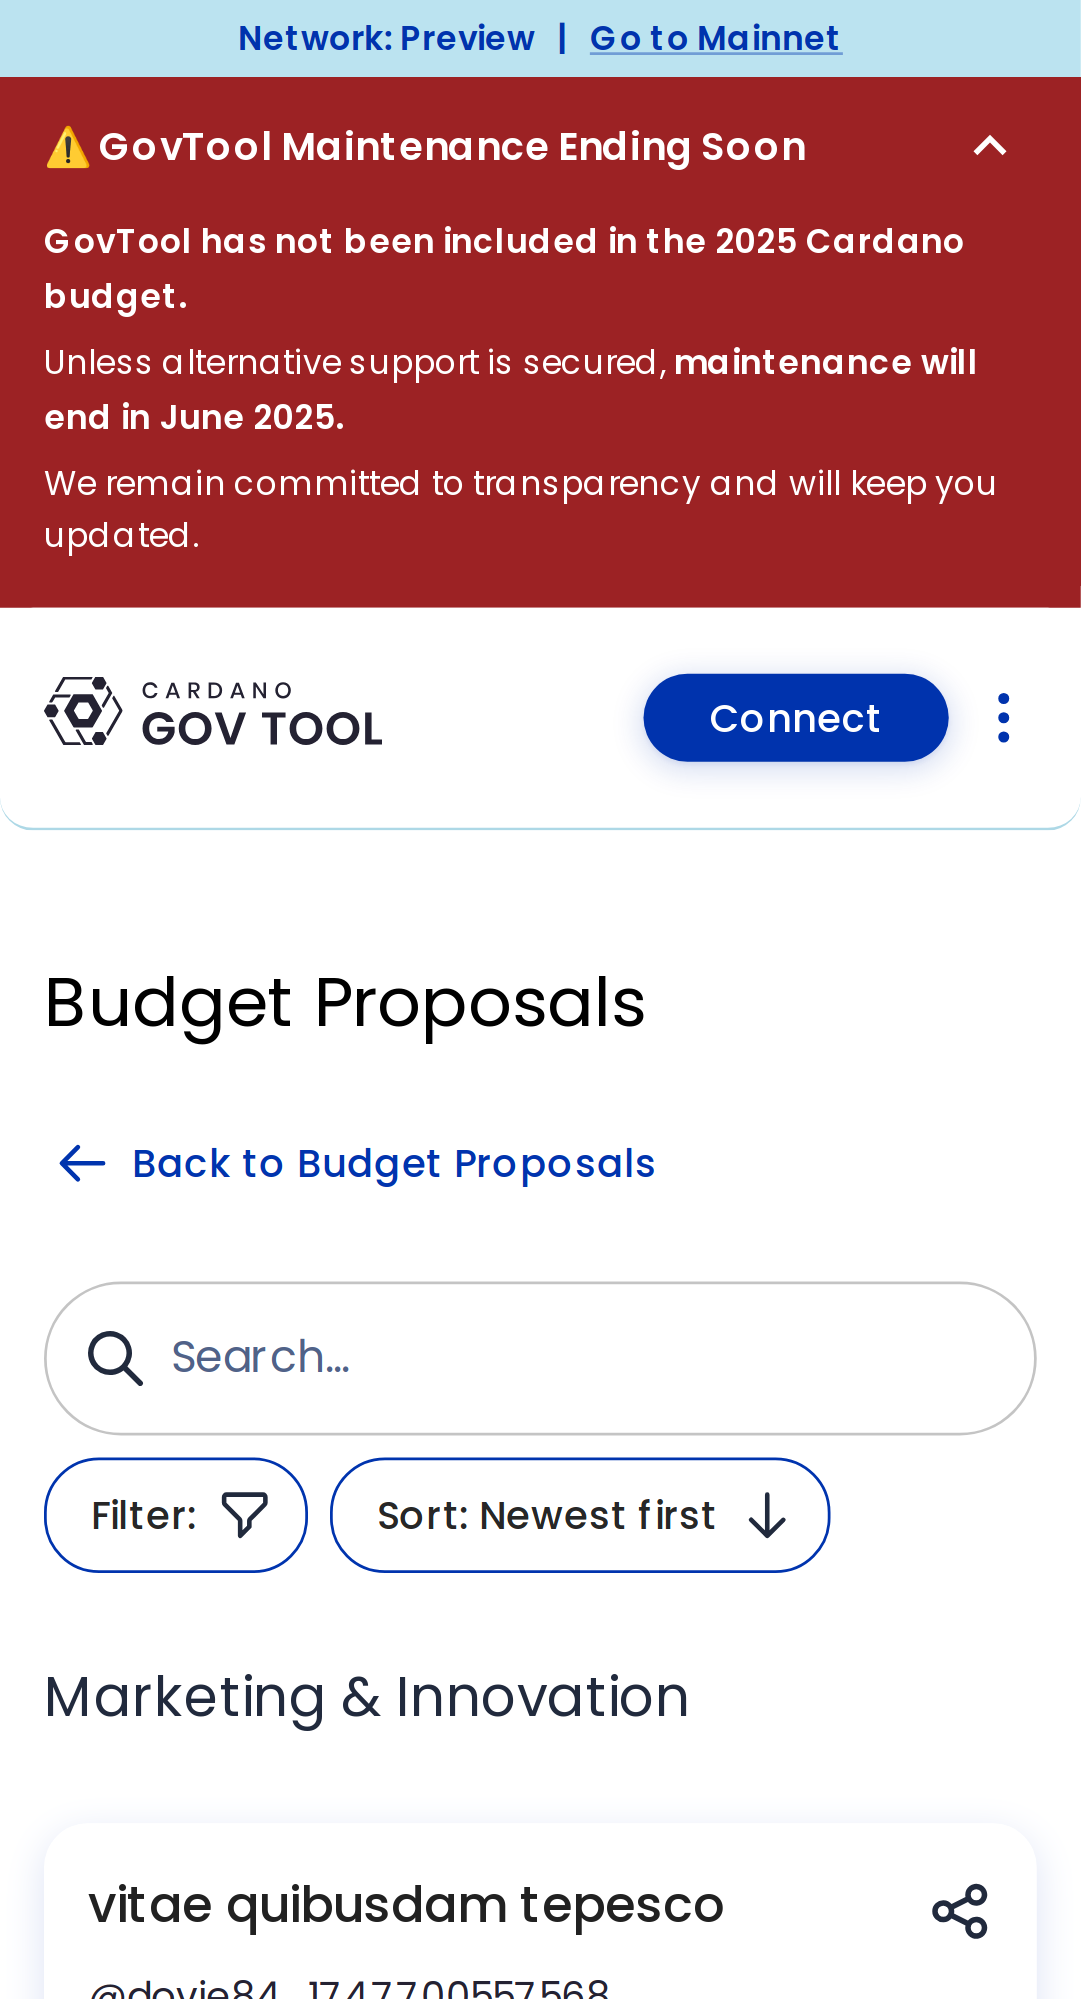 Network: Preview | Go to Mainnet
⚠️ GovTool Maintenance Ending Soon
GovTool has not been included in the 2025 Cardano
budget.
Unless alternative support is secured, maintenance will
end in June 2025.
We remain committed to transparency and will keep you
updated.
CARDANO
GOV TOOL
Connect
Budget Proposals
Back to Budget Proposals
Search...
Filter:
Sort: Newest first
Marketing & Innovation
vitae quibusdam tepesco
@dovie84_1747700557568